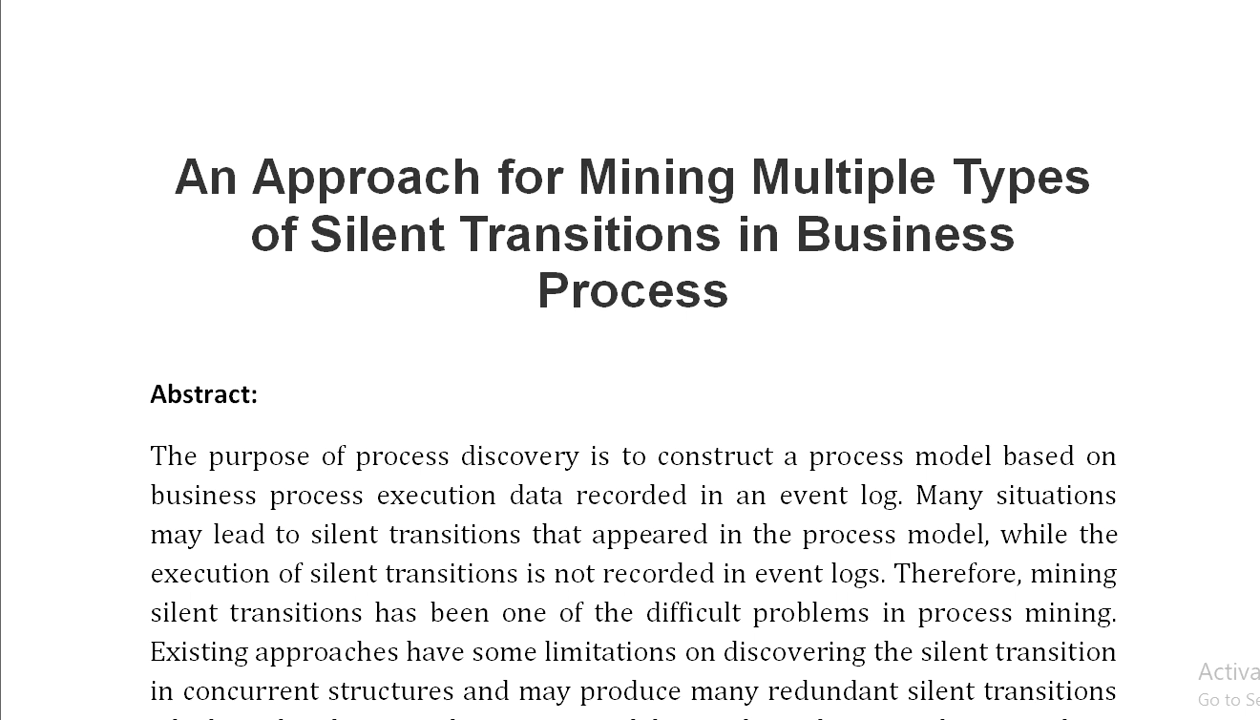 An Approach for Mining Multiple Types
of Silent Transitions in Business
Process
Abstract:
The purpose of process discovery is to construct a process model based on
business process execution data recorded in an event log. Many situations
may lead to silent transitions that appeared in the process model, while the
execution of silent transitions is not recorded in event logs. Therefore, mining
silent transitions has been one of the difficult problems in process mining.
Existing approaches have some limitations on discovering the silent transition
in concurrent structures and may produce many redundant silent transitions
Activa
Go to Se